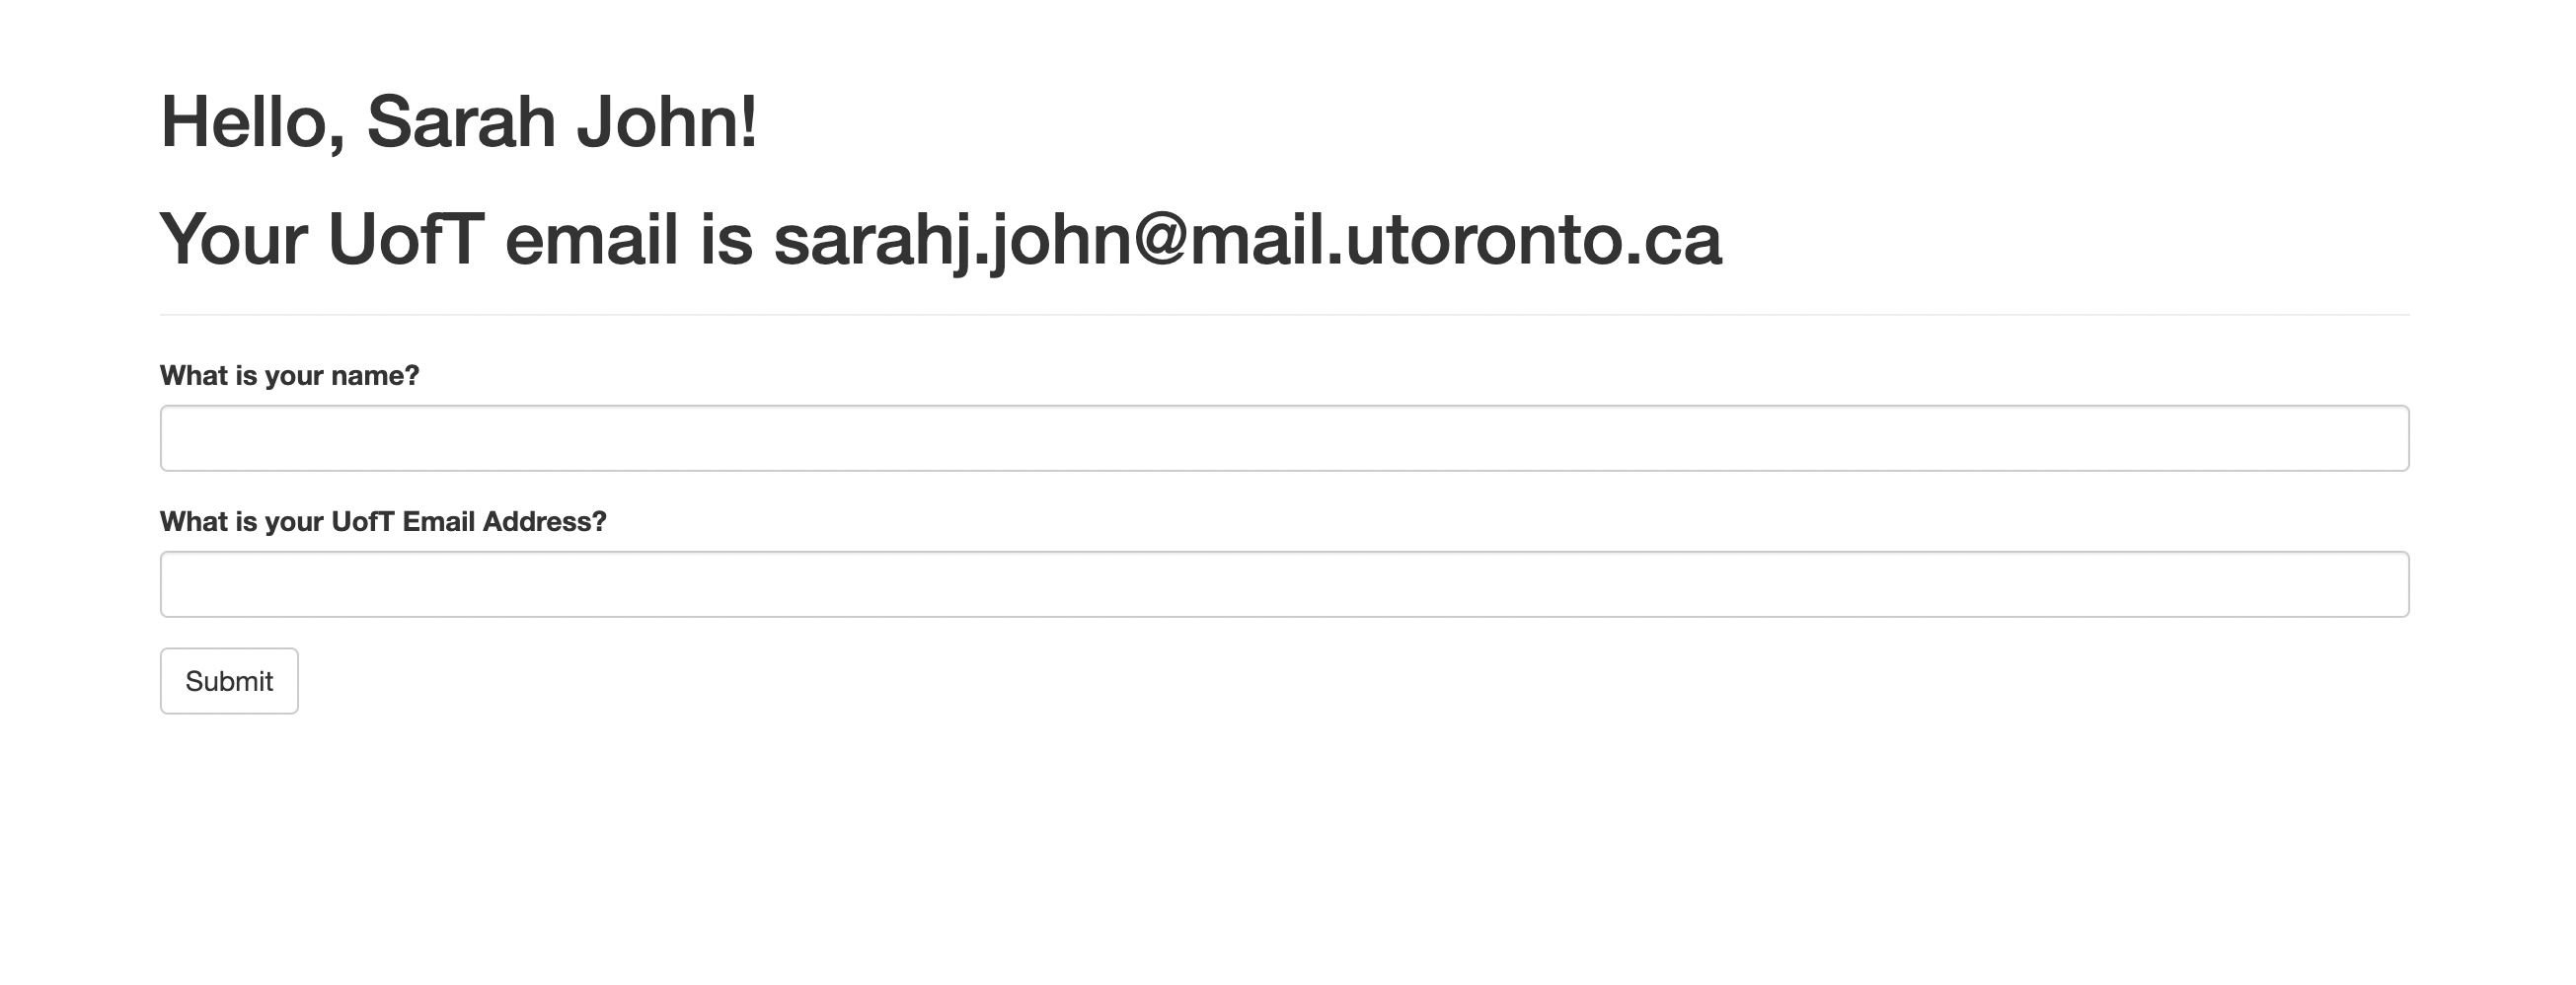 Hello, Sarah John!
Your UofT email is sarahj.john@mail.utoronto.ca
What is your name?
What is your UofT Email Address?
Submit